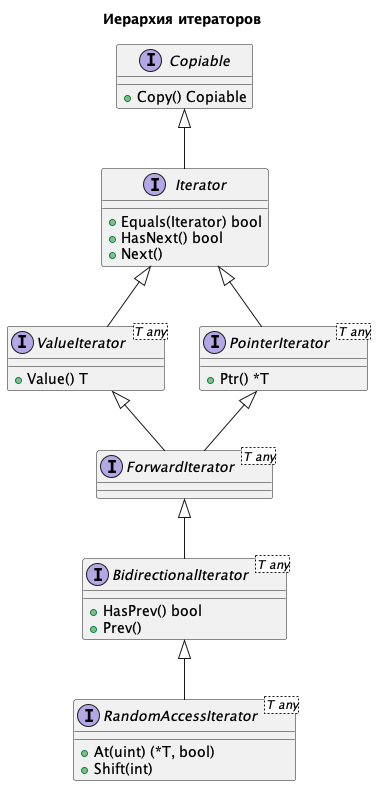 Иерархия итераторов
I Copiable
Copy() Copiable
I Iterator
Equals(Iterator) bool
HasNext() bool
Next()
I ValueIterator T any
Value() T
I PointerIterator T any
Ptr() *T
I ForwardIterator T any
I BidirectionalIterator T any
HasPrev() bool
Prev()
I RandomAccessIterator T any
At(uint) (*T, bool)
Shift(int)